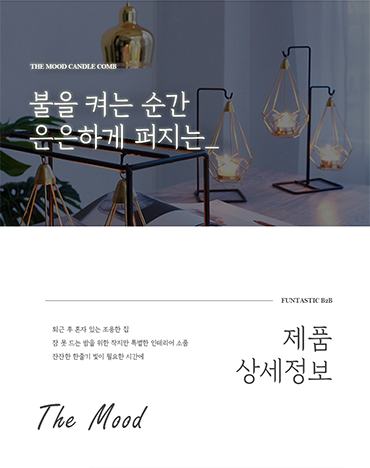 THE MOOD CANDLE COMB
불을 켜는 순간
은은하게 퍼지는_
FUNTASTIC B2B
제품
상세정보
퇴근 후 혼자 있는 조용한 집
잠 못 드는 밤을 위한 작지만 특별한 인테리어 소품
잔잔한 한줄기 빛이 필요한 시간에
The Mood